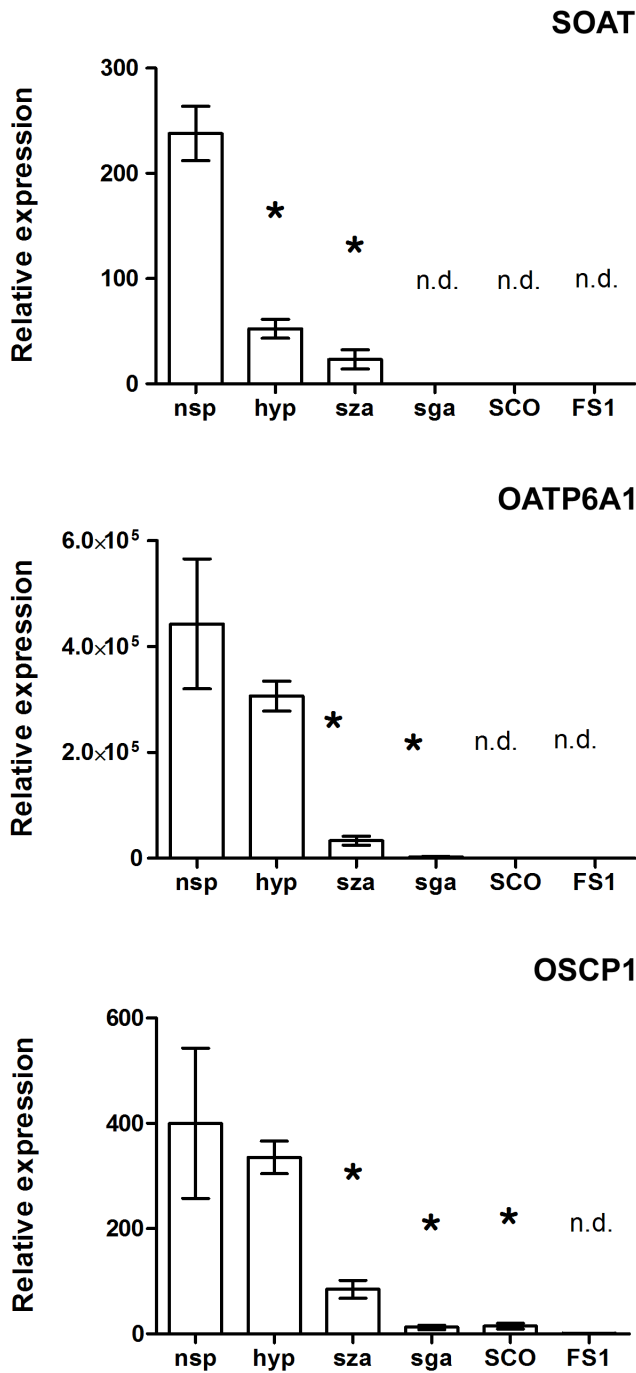 SOAT
Relative expression
300
200
100
0
*
*
n.d.
n.d.
n.d.
nsp hyp sza sga SCO FS1
OATP6A1
Relative expression
6.0×10⁵
4.0×10⁵
2.0×10⁵
0
*
*
n.d.
n.d.
nsp hyp sza sga SCO FS1
OSCP1
Relative expression
600
400
200
0
*
*
*
n.d.
nsp hyp sza sga SCO FS1